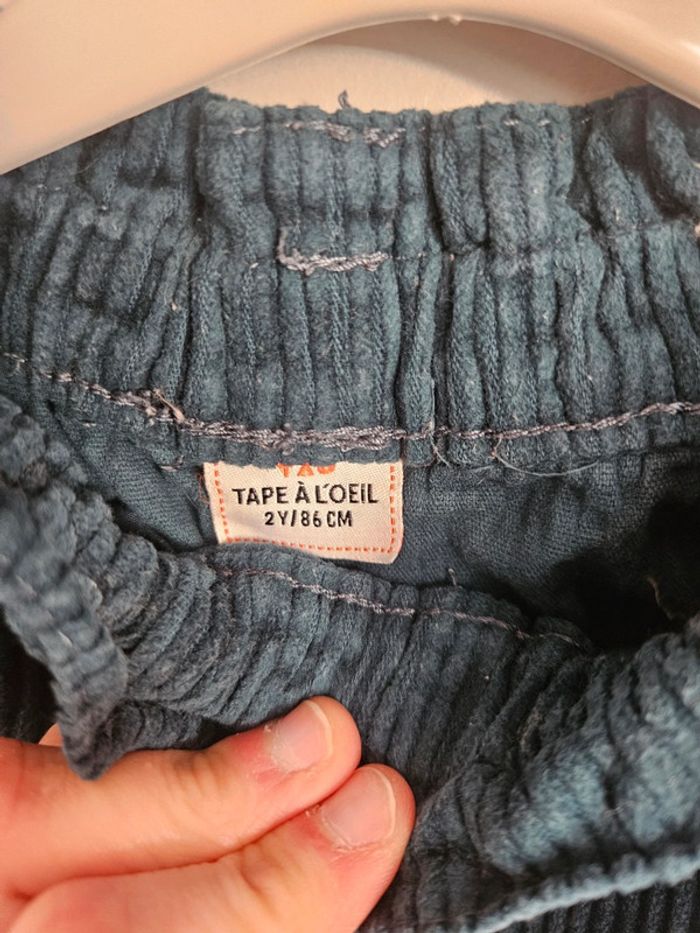 TAPE À L'OEIL
2Y/86 CM